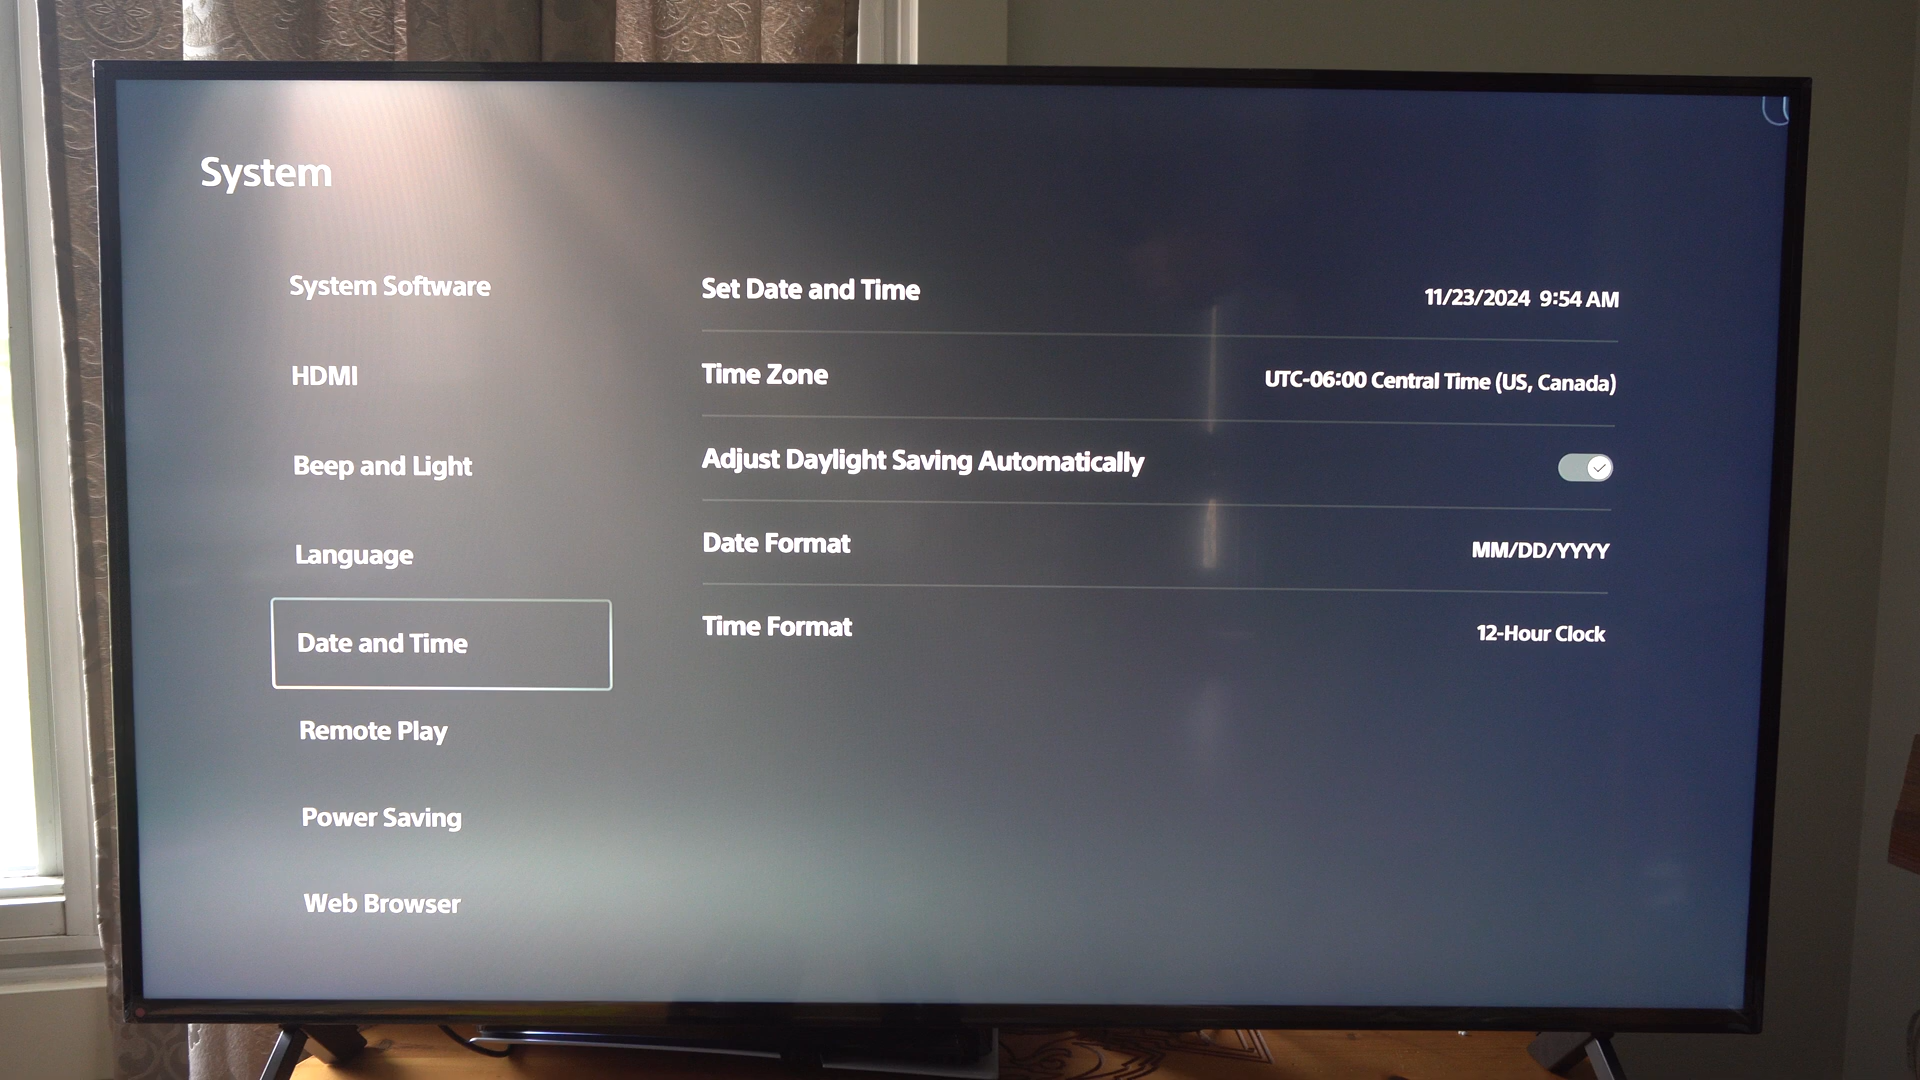 System
System Software
HDMI
Beep and Light
Language
Date and Time
Remote Play
Power Saving
Web Browser
Set Date and Time 11/23/2024 9:54 AM
Time Zone UTC-06:00 Central Time (US, Canada)
Adjust Daylight Saving Automatically
Date Format MM/DD/YYYY
Time Format 12-Hour Clock